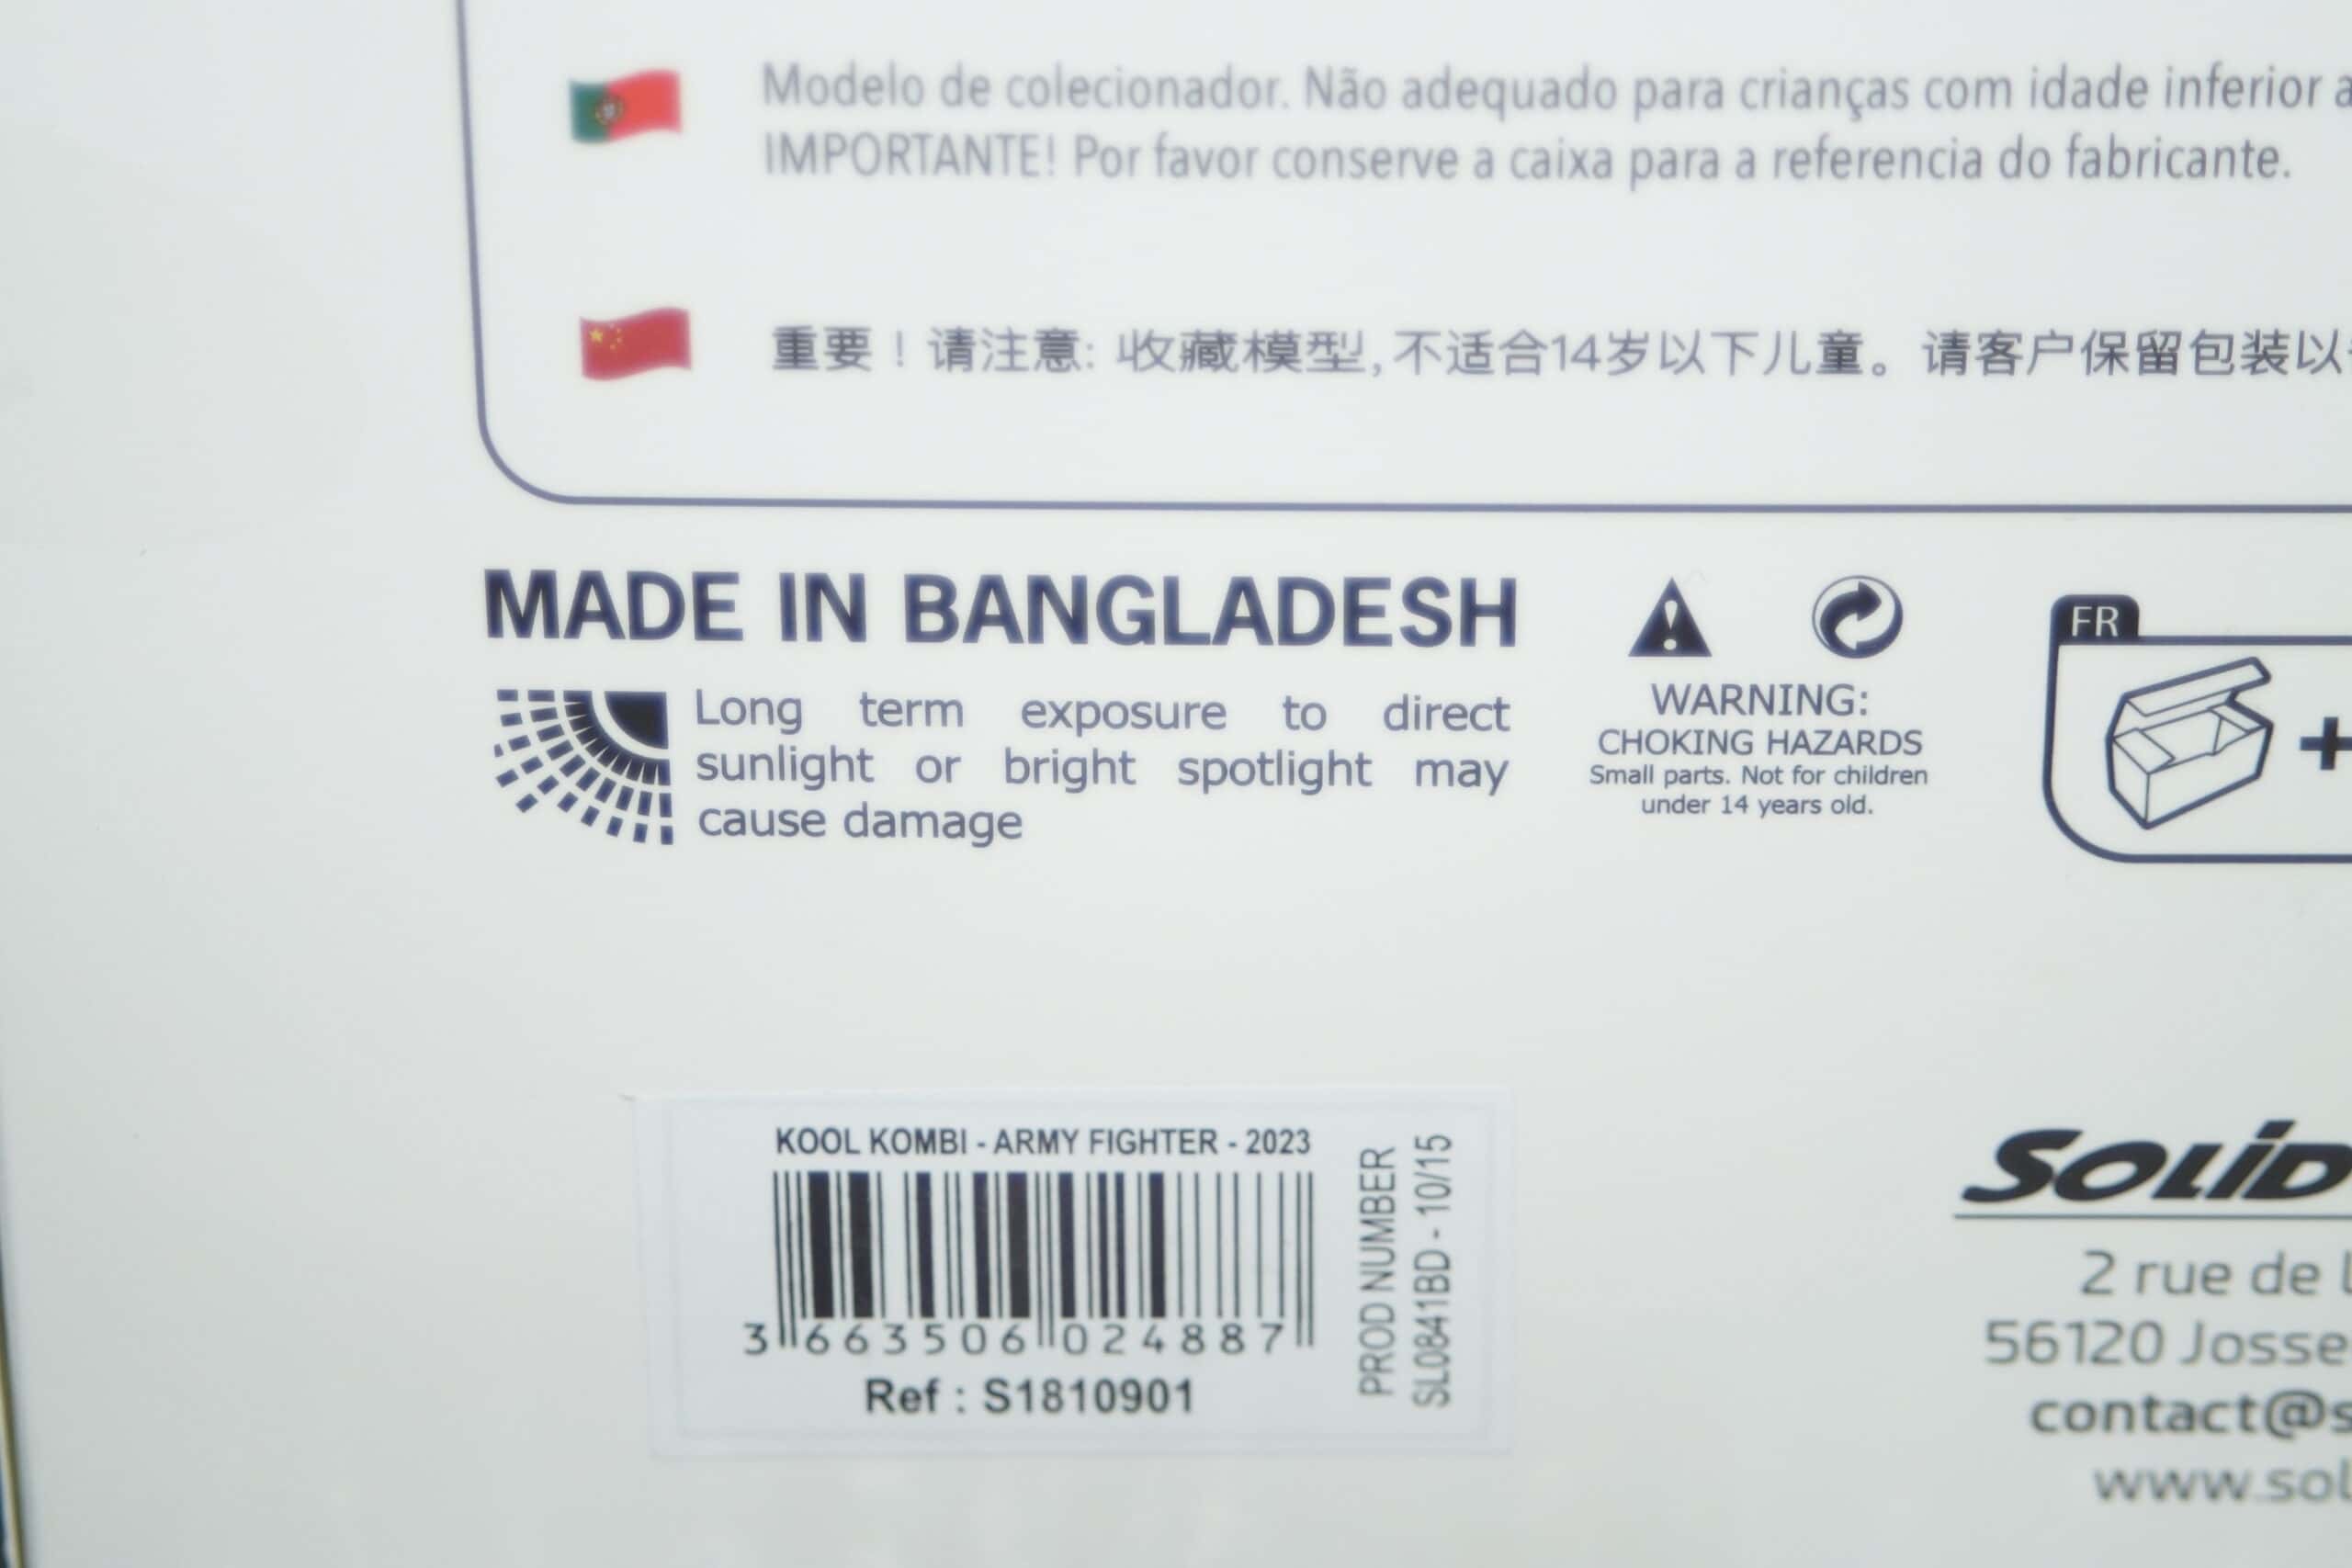 Modelo de colecionador. Não adequado para crianças com idade inferior a
IMPORTANTE! Por favor conserve a caixa para a referencia do fabricante.
重要！请注意: 收藏模型,不适合14岁以下儿童。请客户保留包装以
MADE IN BANGLADESH
Long term exposure to direct
sunlight or bright spotlight may
cause damage
WARNING:
CHOKING HAZARDS
Small parts. Not for children
under 14 years old.
FR
+
KOOL KOMBI - ARMY FIGHTER - 2023
3 663506 024887
Ref : S1810901
PROD NUMBER
SL0841BD - 10/15
SOLID
2 rue de
56120 Josse
contact@s
www.sol